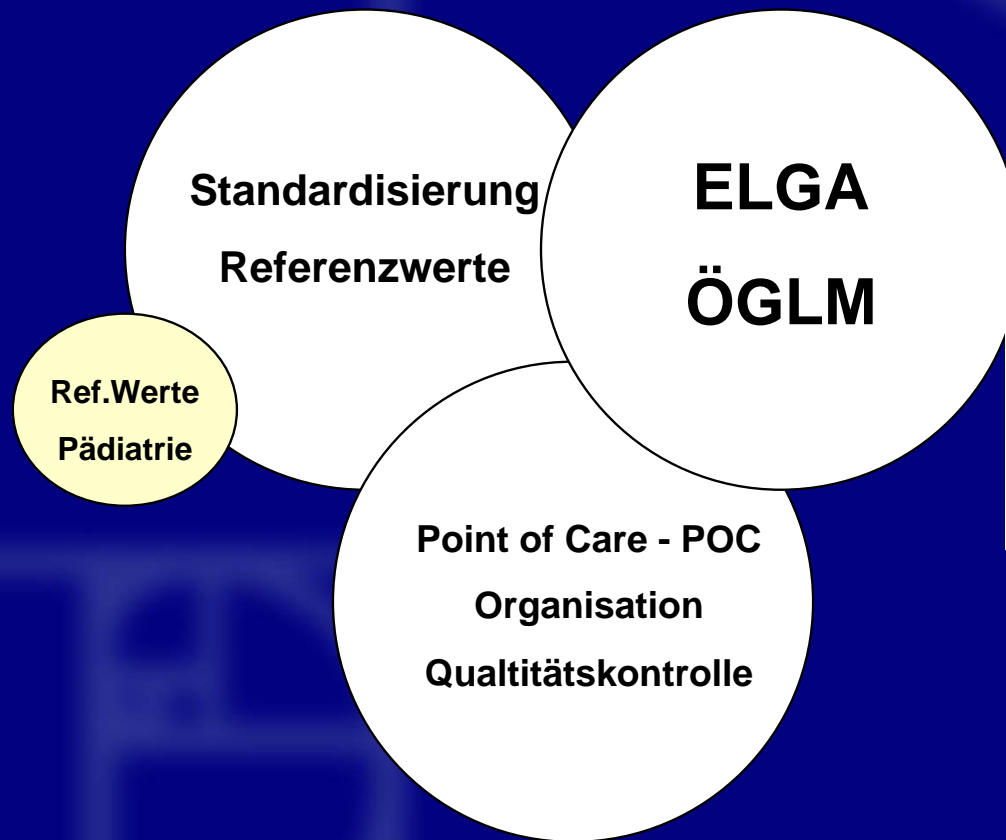 Standardisierung
Referenzwerte
ELGA
ÖGLM
Ref.Werte
Pädiatrie
Point of Care - POC
Organisation
Qualtitätskontrolle